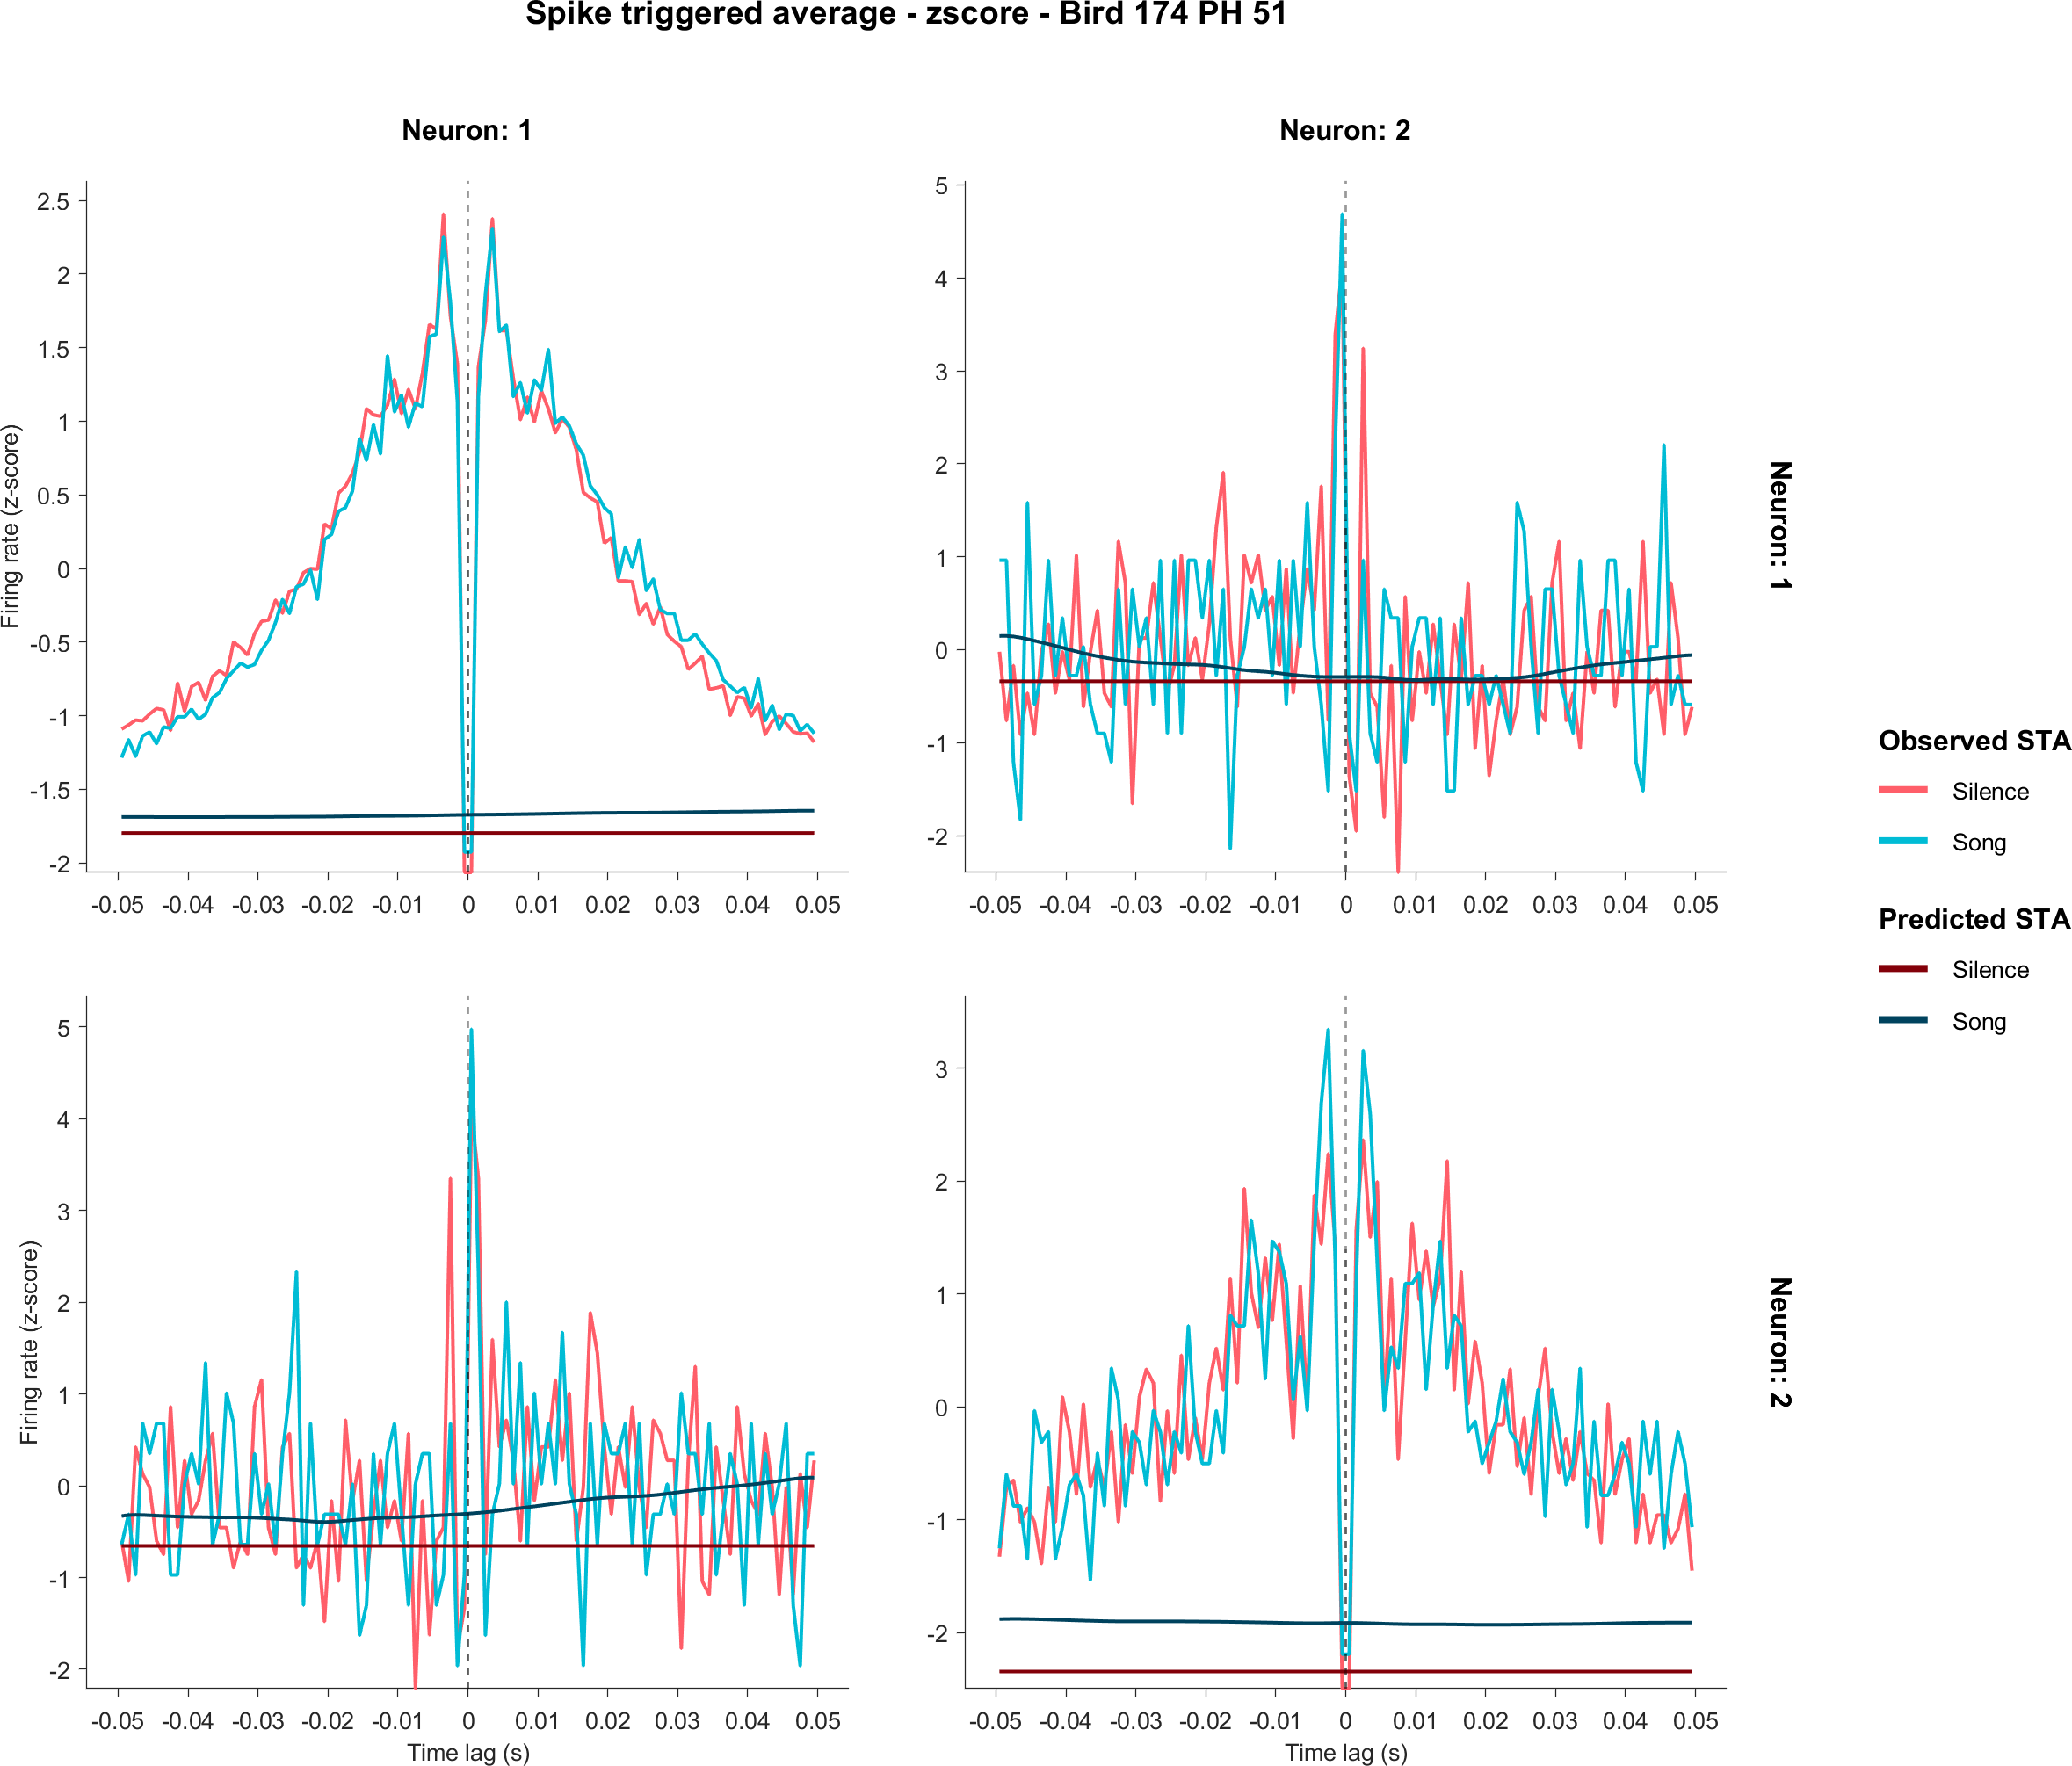 Spike triggered average - zscore - Bird 174 PH 51
Neuron: 1
Neuron: 2
Firing rate (z-score)
2.5
2
1.5
1
0.5
0
-0.5
-1
-1.5
-2
-0.05 -0.04 -0.03 -0.02 -0.01 0 0.01 0.02 0.03 0.04 0.05
5
4
3
2
1
0
-1
-2
-0.05 -0.04 -0.03 -0.02 -0.01 0 0.01 0.02 0.03 0.04 0.05
Neuron: 1
Observed STA
Silence
Song
Predicted STA
Silence
Song
Firing rate (z-score)
5
4
3
2
1
0
-1
-2
-0.05 -0.04 -0.03 -0.02 -0.01 0 0.01 0.02 0.03 0.04 0.05
Time lag (s)
3
2
1
0
-1
-2
-0.05 -0.04 -0.03 -0.02 -0.01 0 0.01 0.02 0.03 0.04 0.05
Time lag (s)
Neuron: 2